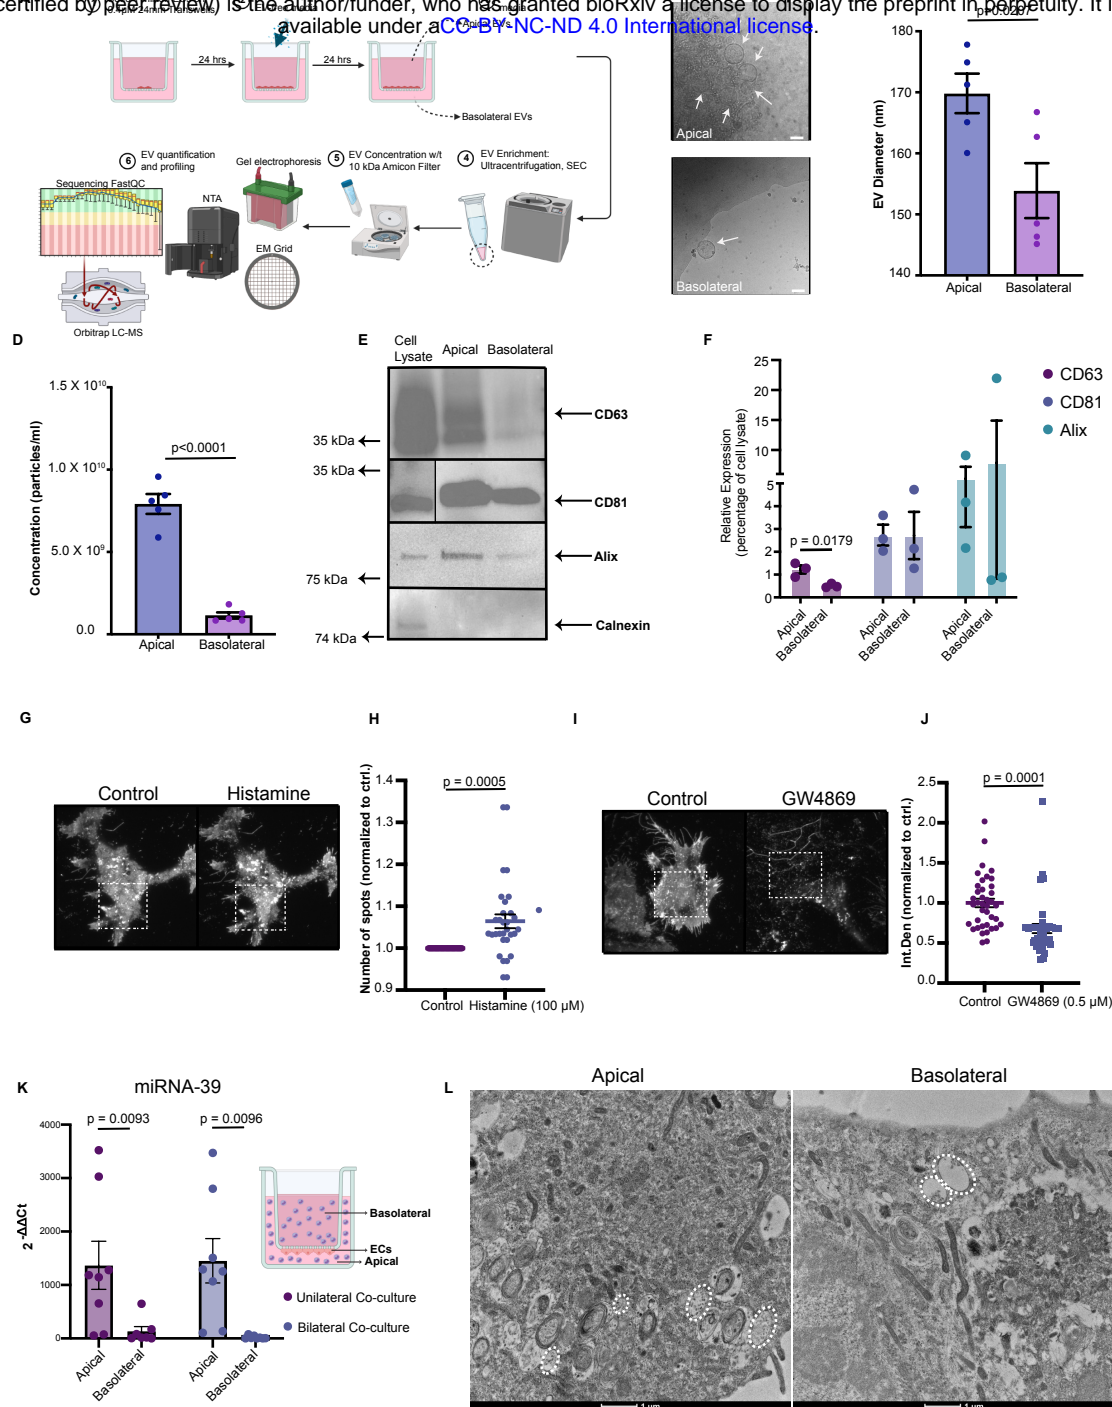 certified by peer review) is the author/funder, who has granted bioRxiv a license to display the preprint in perpetuity. It
available under aCC-BY-NC-ND 4.0 International license.
24mm Transwells
Apical EVs
24 hrs
24 hrs
Basolateral EVs
6 EV quantification
and profiling
Gel electrophoresis
5 EV Concentration w/t
10 kDa Amicon Filter
4 EV Enrichment:
Ultracentrifugation, SEC
Sequencing FastQC
NTA
EM Grid
Orbitrap LC-MS
Apical
Basolateral
EV Diameter (nm)
180
170
160
150
140
Apical
Basolateral
D
Concentration (particles/ml)
1.5 X 10¹⁰
1.0 X 10¹⁰
5.0 X 10⁹
0.0
p<0.0001
Apical
Basolateral
E
Cell
Lysate
Apical
Basolateral
CD63
35 kDa
35 kDa
CD81
Alix
75 kDa
Calnexin
74 kDa
F
Relative Expression
(percentage of cell lysate)
25
20
15
10
5
4
3
2
1
0
p = 0.0179
Apical
Basolateral
Apical
Basolateral
Apical
Basolateral
CD63
CD81
Alix
G
Control
Histamine
H
Number of spots (normalized to ctrl.)
1.4
1.3
1.2
1.1
1.0
0.9
p = 0.0005
Control
Histamine (100 µM)
I
Control
GW4869
J
Int.Den (normalized to ctrl.)
2.5
2.0
1.5
1.0
0.5
0.0
p = 0.0001
Control
GW4869 (0.5 µM)
K
miRNA-39
2^-ΔΔCt
4000
3000
2000
1000
0
p = 0.0093
p = 0.0096
Apical
Basolateral
Apical
Basolateral
Basolateral
ECs
Apical
Unilateral Co-culture
Bilateral Co-culture
L
Apical
Basolateral
1 µm
1 µm